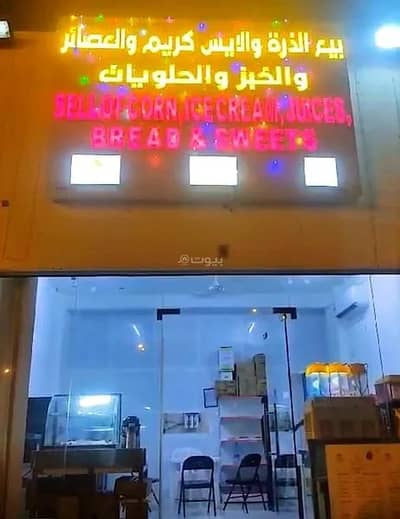 بيع الذرة والايس كريم والعصائر
والخبز والحلويات
SELL OF CORN, ICE CREAM, JUICES,
BREAD & SWEETS
بيوت